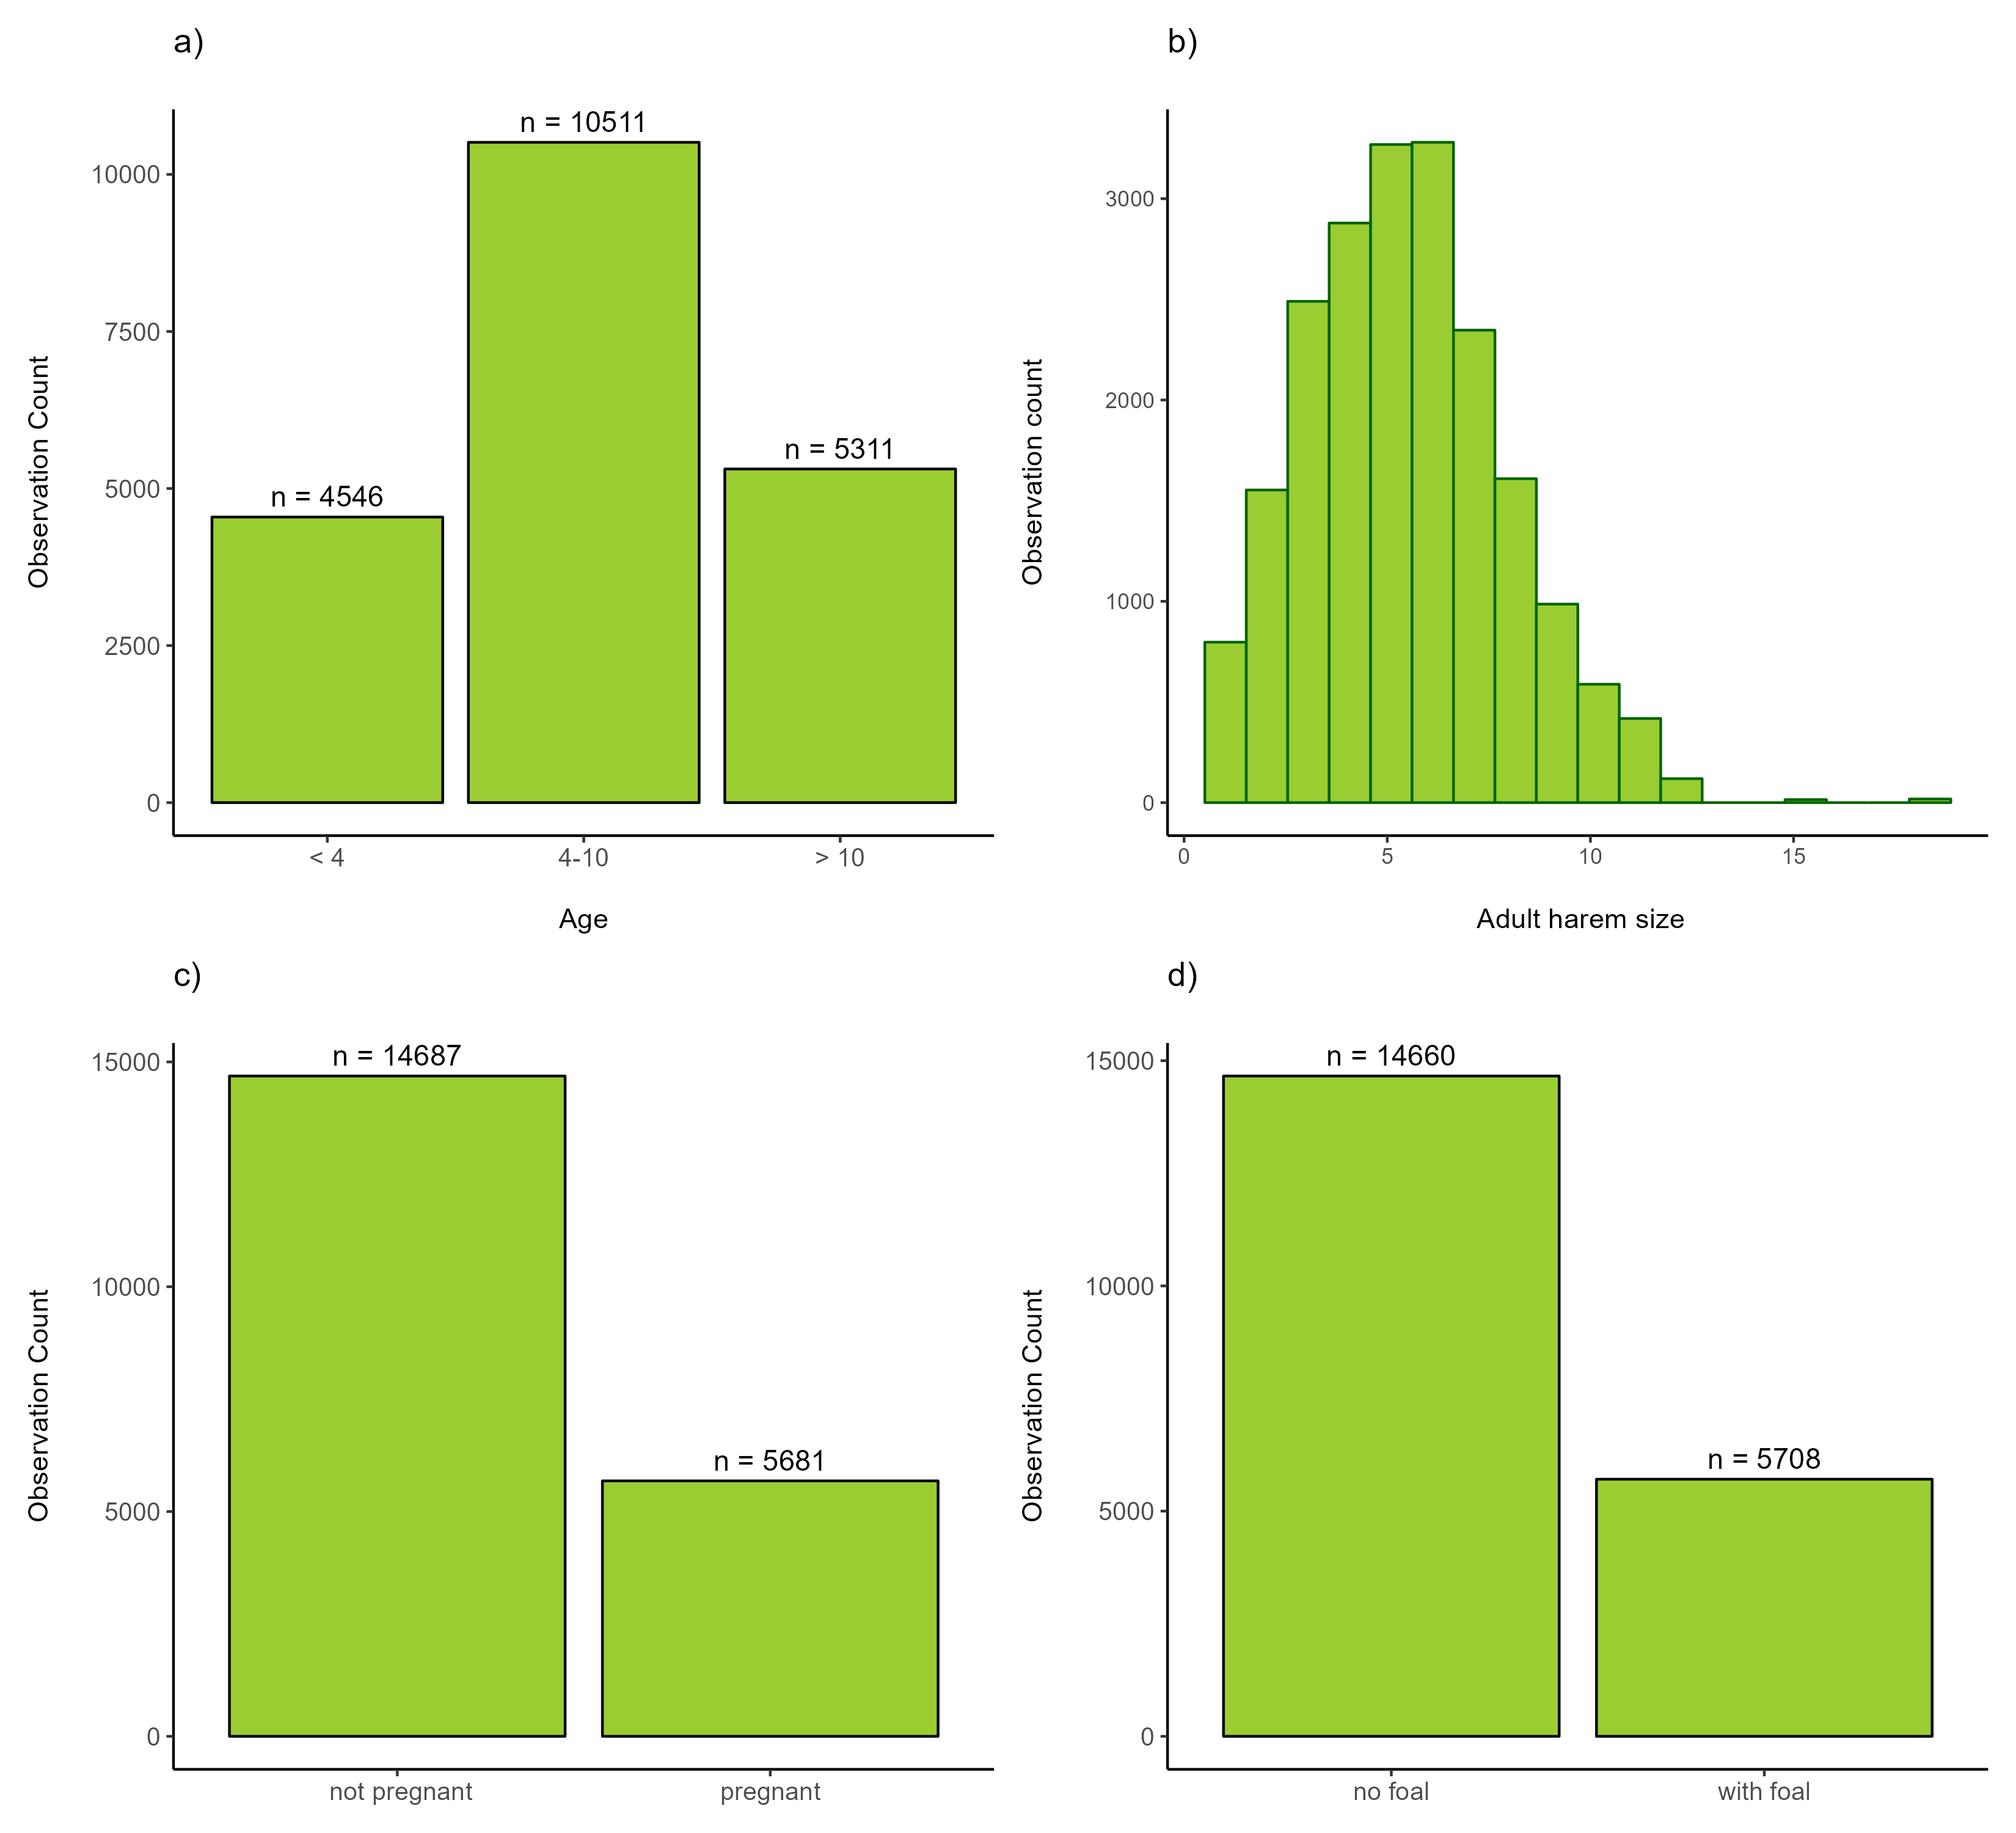 a)
n = 10511
n = 5311
n = 4546
10000
7500
5000
2500
0
Observation Count
< 4
4-10
> 10
Age
b)
3000
2000
1000
0
Observation count
0
5
10
15
Adult harem size
c)
n = 14687
n = 5681
15000
10000
5000
0
Observation Count
not pregnant
pregnant
d)
n = 14660
n = 5708
15000
10000
5000
0
Observation Count
no foal
with foal